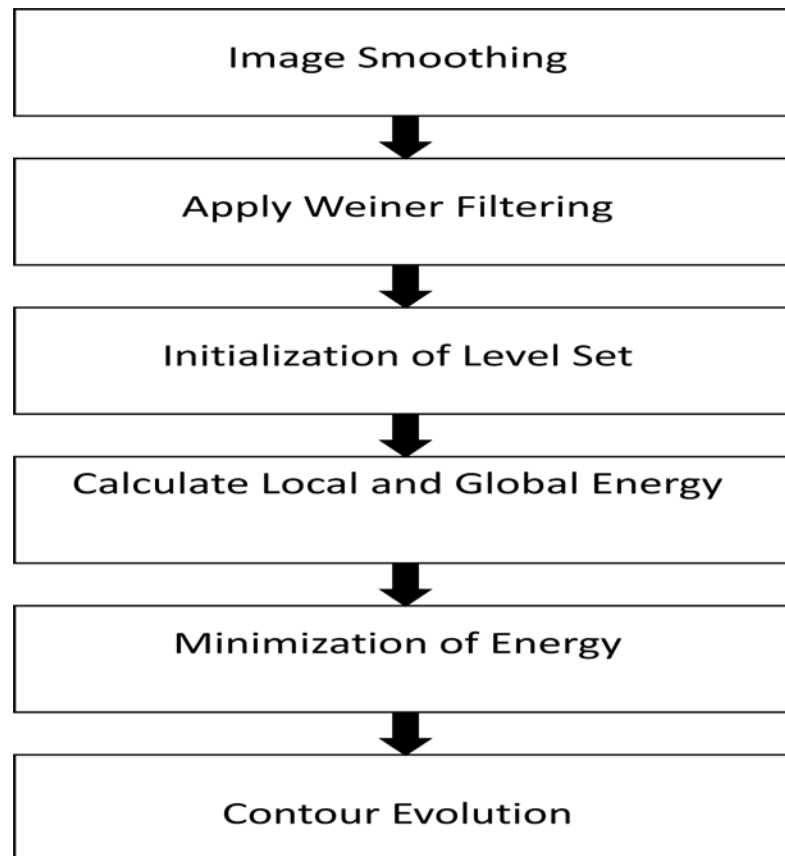 Image Smoothing
Apply Weiner Filtering
Initialization of Level Set
Calculate Local and Global Energy
Minimization of Energy
Contour Evolution